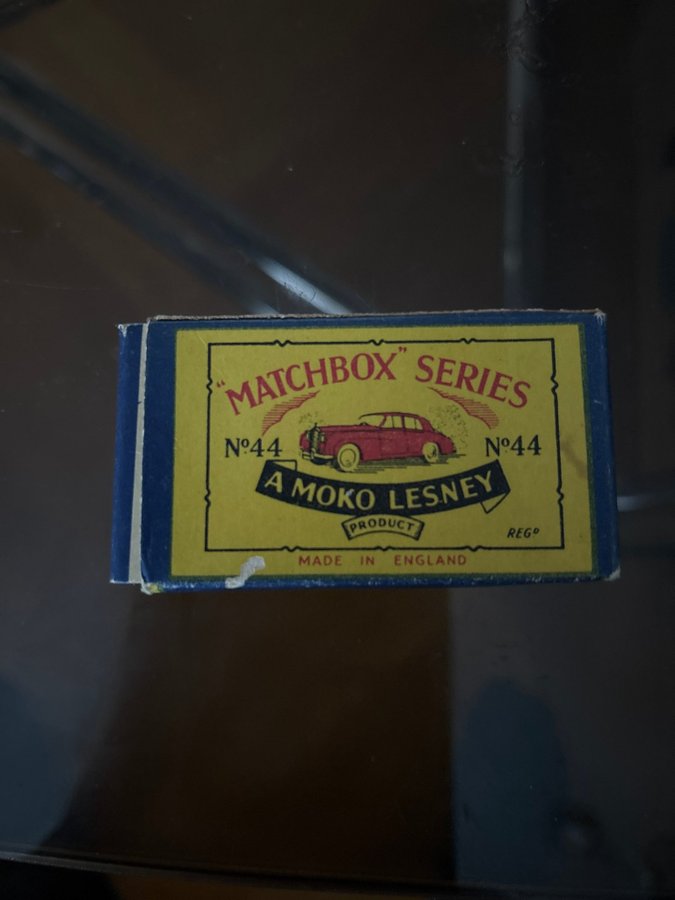 "MATCHBOX" SERIES
Nº44 Nº44
A MOKO LESNEY
PRODUCT
REGD
MADE IN ENGLAND